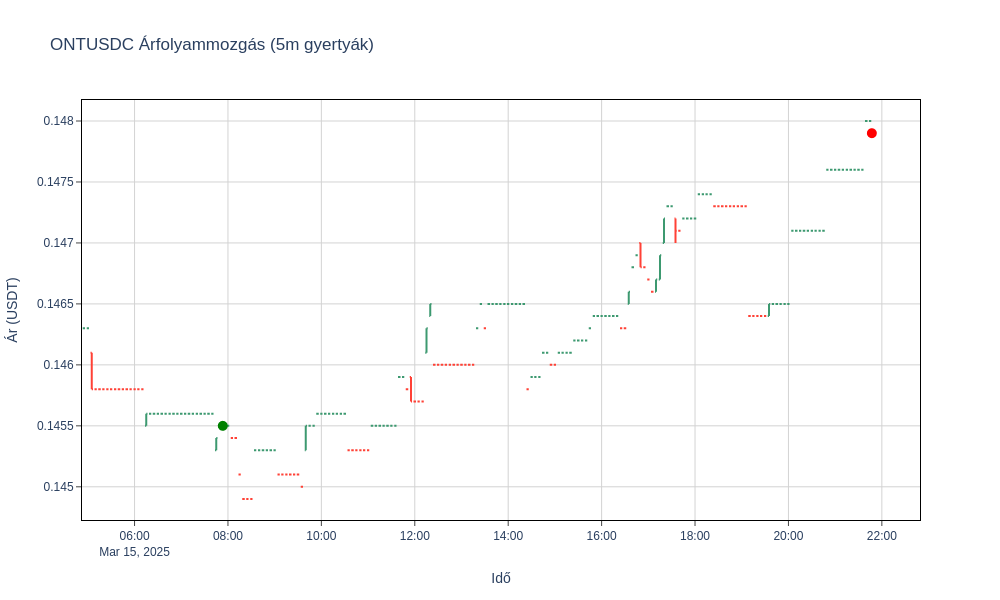 ONTUSDC Árfolyammozgás (5m gyertyák)
0.148
0.1475
0.147
0.1465
0.146
0.1455
0.145
Ár (USDT)
06:00 08:00 10:00 12:00 14:00 16:00 18:00 20:00 22:00
Mar 15, 2025
Idő